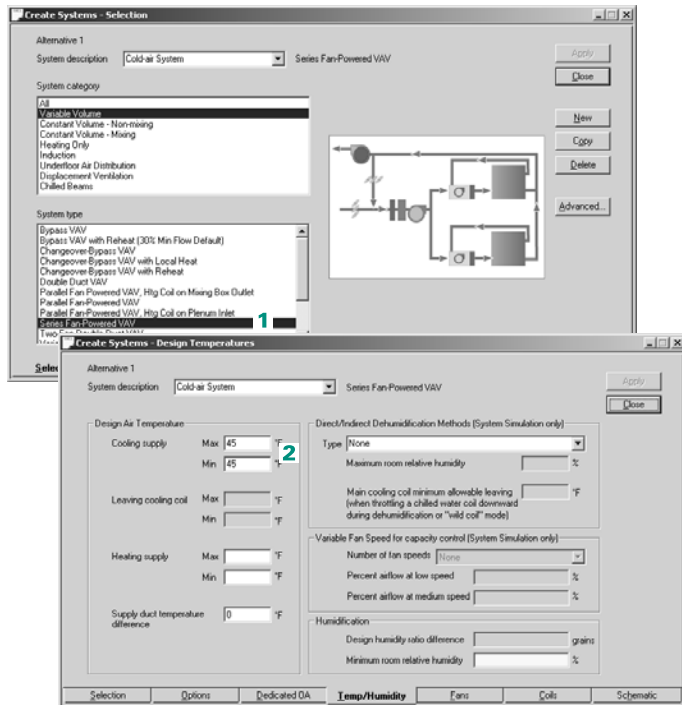 Create Systems - Selection
Alternative 1
System description Cold-air System Series Fan-Powered VAV
Apply
Close
System category
All
Variable Volume
Constant Volume - Non-mixing
Constant Volume - Mixing
Heating Only
Induction
Underfloor Air Distribution
Displacement Ventilation
Chilled Beams
New
Copy
Delete
Advanced...
System type
Bypass VAV
Bypass VAV with Reheat (30% Min Flow Default)
Changeover-Bypass VAV
Changeover-Bypass VAV with Local Heat
Changeover-Bypass VAV with Reheat
Double Duct VAV
Parallel Fan Powered VAV, Htg Coil on Mixing Box Outlet
Parallel Fan-Powered VAV
Parallel Fan-Powered VAV, Htg Coil on Plenum Inlet
Series Fan-Powered VAV
1
Create Systems - Design Temperatures
Alternative 1
System description Cold-air System Series Fan-Powered VAV
Apply
Close
Design Air Temperature
Cooling supply Max 45 °F
Min 45 °F
2
Leaving cooling coil Max °F
Min °F
Heating supply Max °F
Min °F
Supply duct temperature difference 0 °F
Direct/Indirect Dehumidification Methods (System Simulation only)
Type None
Maximum room relative humidity %
Main cooling coil minimum allowable leaving °F
(when throttling a chilled water coil downward
during dehumidification or "wild coil" mode)
Variable Fan Speed for capacity control (System Simulation only)
Number of fan speeds None
Percent airflow at low speed %
Percent airflow at medium speed %
Humidification
Design humidity ratio difference grains
Minimum room relative humidity %
Selection Options Dedicated OA Temp/Humidity Fans Coils Schematic